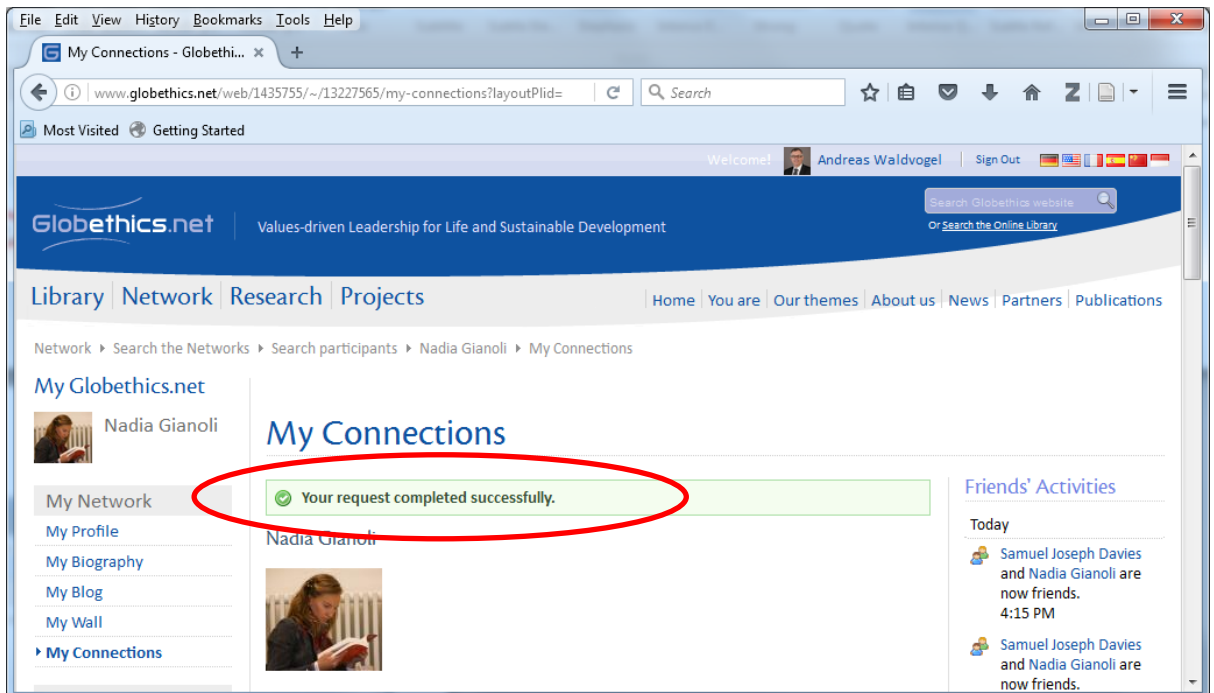 File Edit View History Bookmarks Tools Help
My Connections - Globethi... × +
www.globethics.net/web/1435755/~/13227565/my-connections?layoutPlid=
Search
Most Visited Getting Started
Welcome! Andreas Waldvogel Sign Out
Globethics.net
Values-driven Leadership for Life and Sustainable Development
Search Globethics website
Or Search the Online Library
Library Network Research Projects
Home You are Our themes About us News Partners Publications
Network Search the Networks Search participants Nadia Gianoli My Connections
My Globethics.net
Nadia Gianoli
My Network
My Profile
My Biography
My Blog
My Wall
My Connections
My Connections
Your request completed successfully.
Nadia Gianoli
Friends' Activities
Today
Samuel Joseph Davies
and Nadia Gianoli are
now friends.
4:15 PM
Samuel Joseph Davies
and Nadia Gianoli are
now friends.